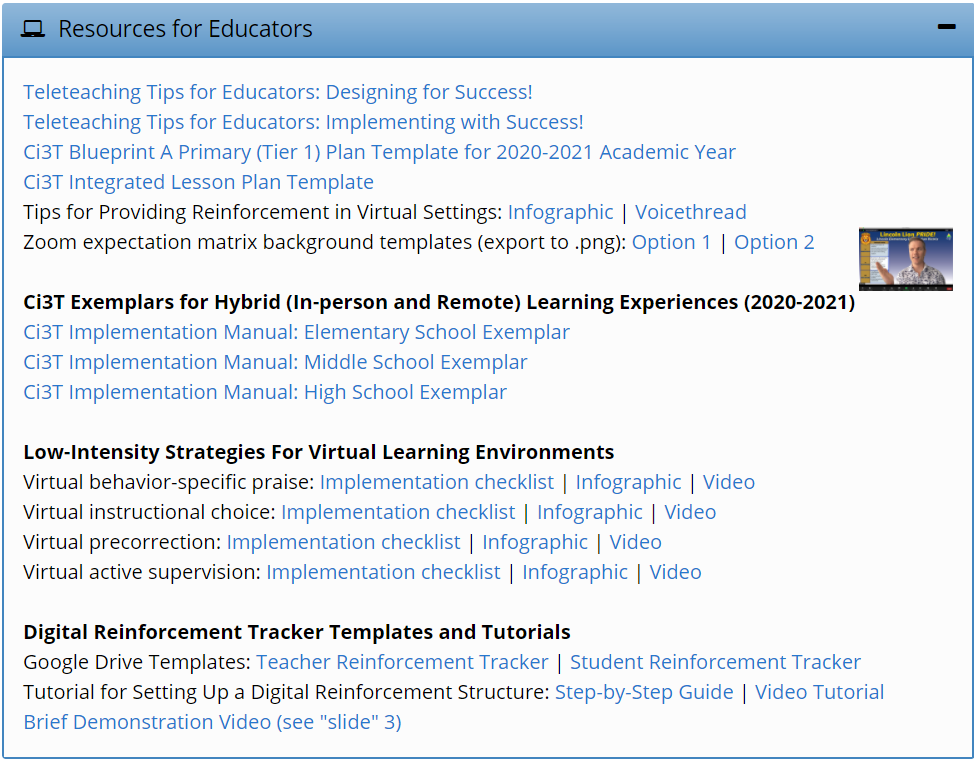 Resources for Educators
Teleteaching Tips for Educators: Designing for Success!
Teleteaching Tips for Educators: Implementing with Success!
Ci3T Blueprint A Primary (Tier 1) Plan Template for 2020-2021 Academic Year
Ci3T Integrated Lesson Plan Template
Tips for Providing Reinforcement in Virtual Settings: Infographic | Voicethread
Zoom expectation matrix background templates (export to .png): Option 1 | Option 2
Lincoln Lion PRIDE!
Ci3T Exemplars for Hybrid (In-person and Remote) Learning Experiences (2020-2021)
Ci3T Implementation Manual: Elementary School Exemplar
Ci3T Implementation Manual: Middle School Exemplar
Ci3T Implementation Manual: High School Exemplar
Low-Intensity Strategies For Virtual Learning Environments
Virtual behavior-specific praise: Implementation checklist | Infographic | Video
Virtual instructional choice: Implementation checklist | Infographic | Video
Virtual precorrection: Implementation checklist | Infographic | Video
Virtual active supervision: Implementation checklist | Infographic | Video
Digital Reinforcement Tracker Templates and Tutorials
Google Drive Templates: Teacher Reinforcement Tracker | Student Reinforcement Tracker
Tutorial for Setting Up a Digital Reinforcement Structure: Step-by-Step Guide | Video Tutorial
Brief Demonstration Video (see "slide" 3)